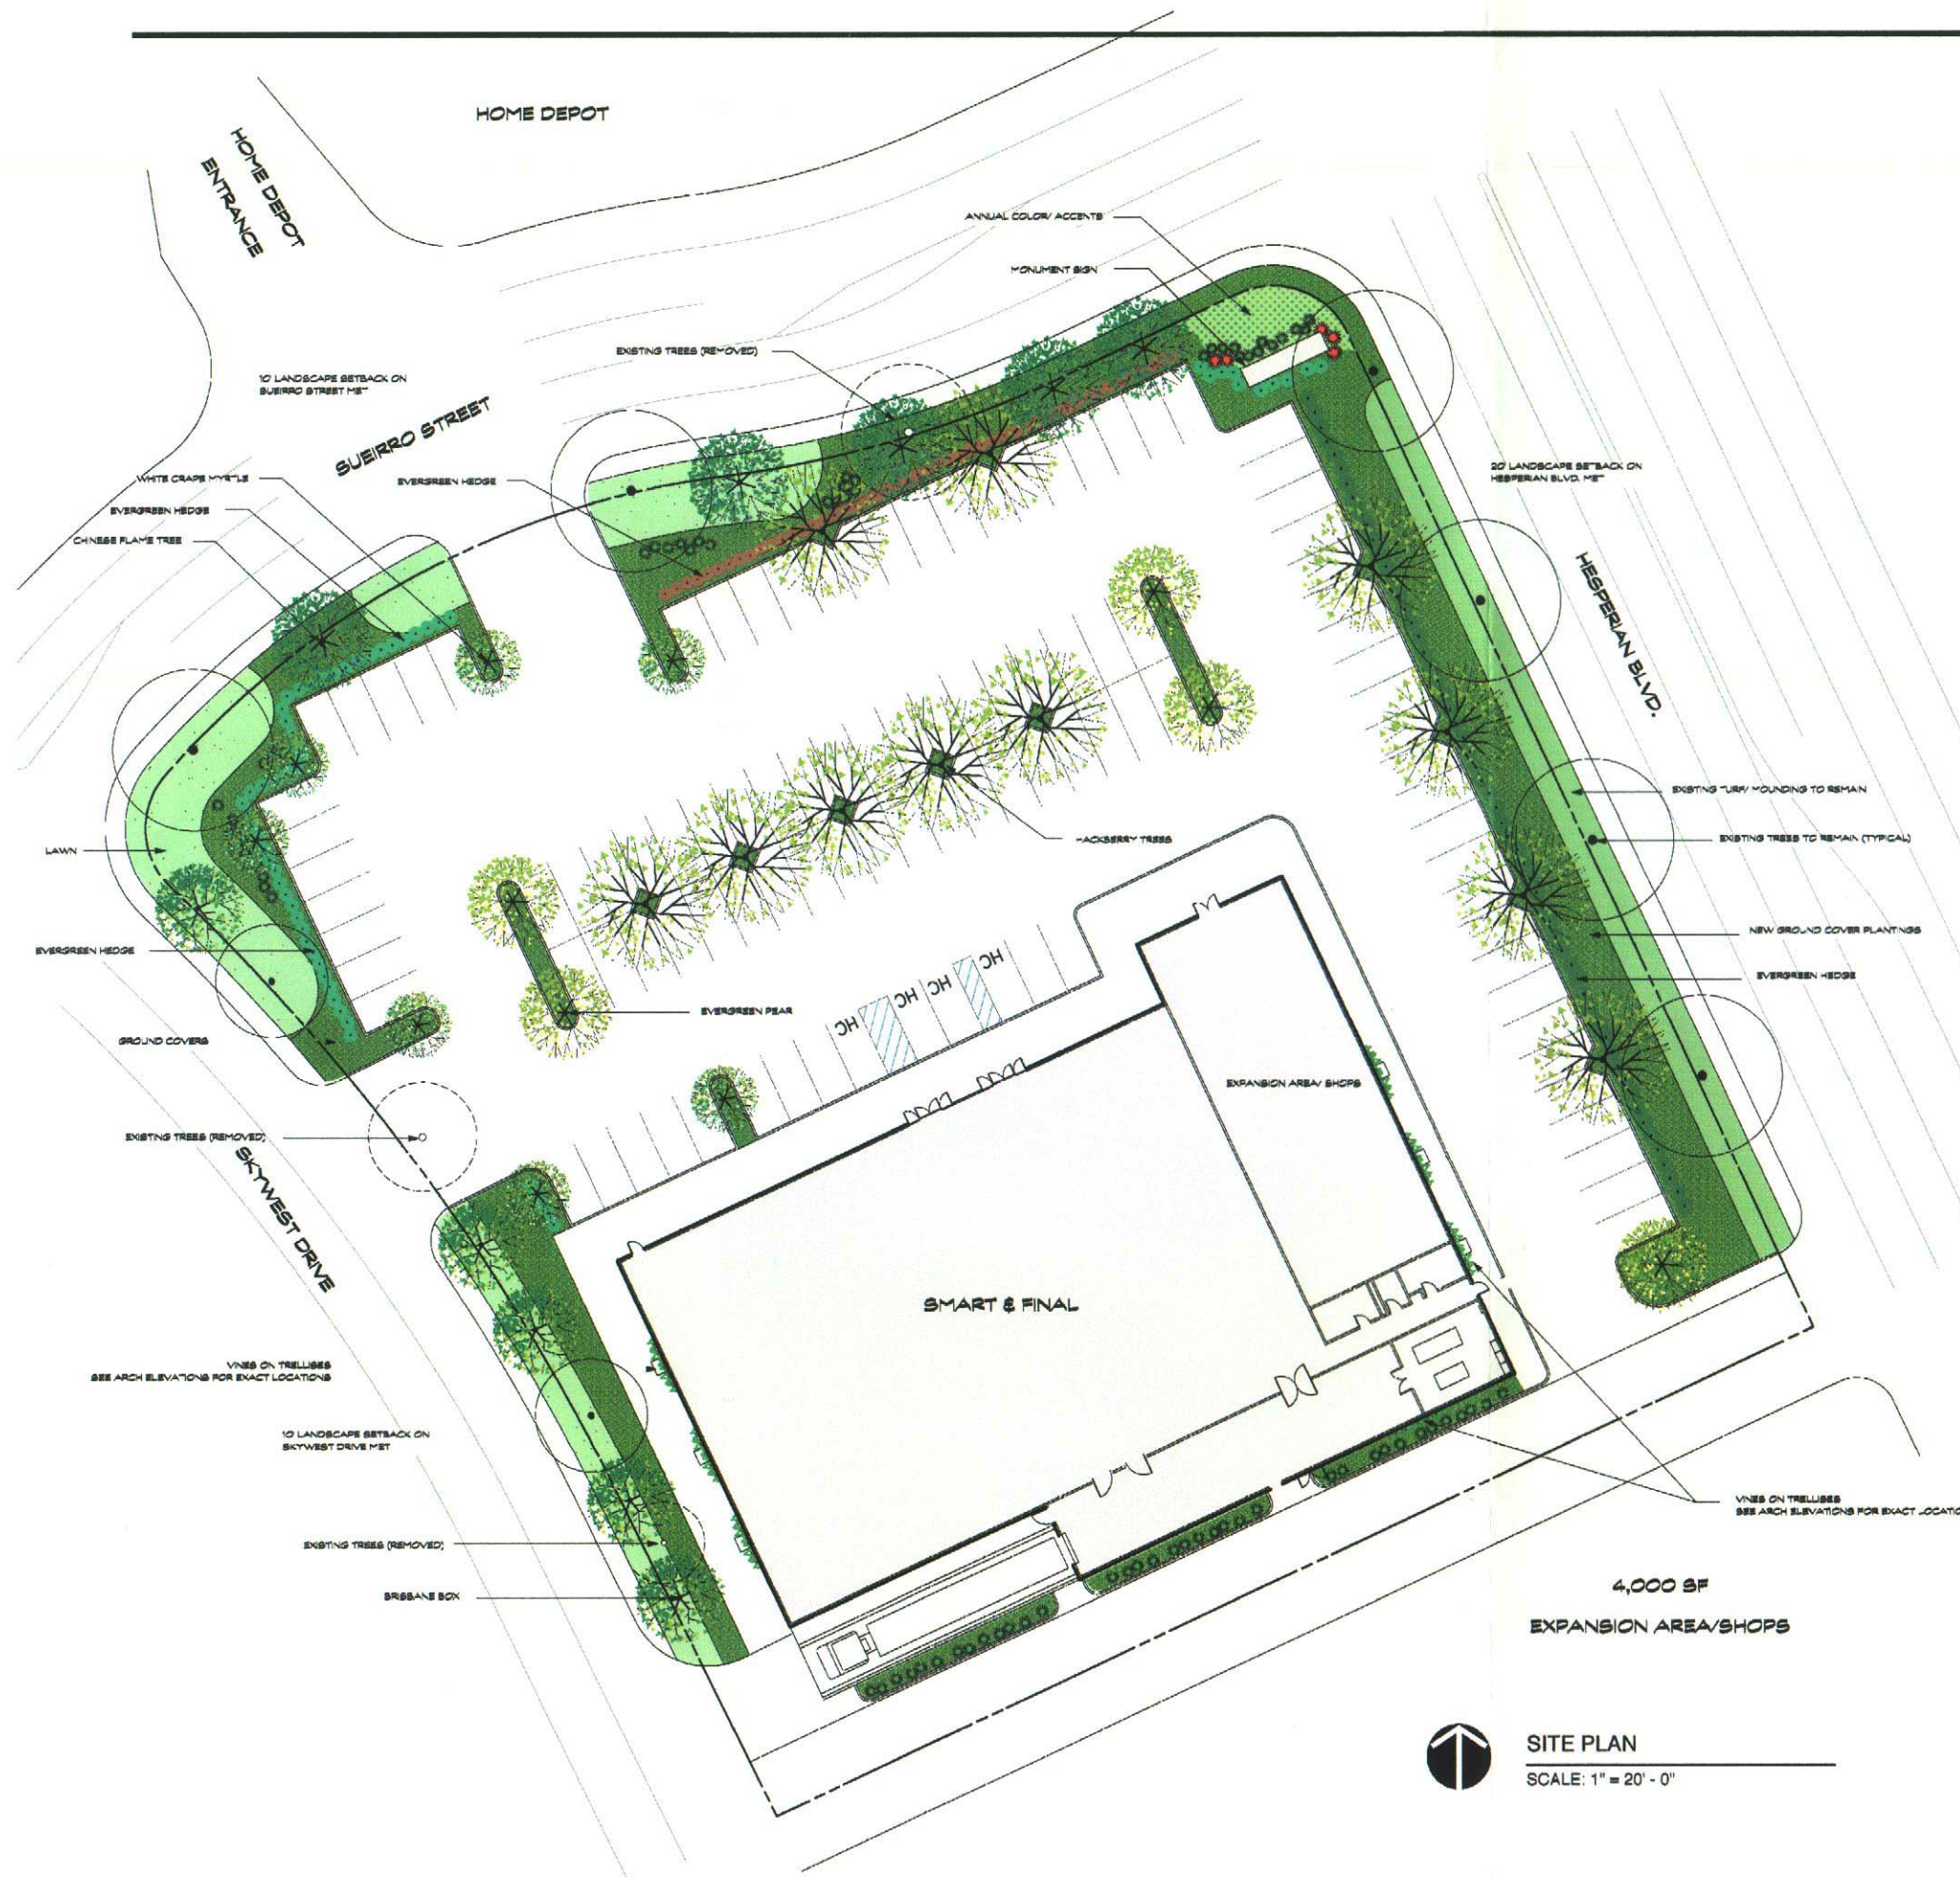 HOME DEPOT
HOME DEPOT
ENTRANCE
ANNUAL COLOR/ ACCENTS
MONUMENT SIGN
EXISTING TREES (REMOVED)
10' LANDSCAPE SETBACK ON
SUEIRRO STREET MET
SUEIRRO STREET
WHITE CRAPE MYRTLE
EVERGREEN HEDGE
EVERGREEN HEDGE
CHINESE FLAME TREE
20' LANDSCAPE SETBACK ON
HESPERIAN BLVD. MET
HESPERIAN BLVD.
EXISTING TURF/ MOUNDING TO REMAIN
EXISTING TREES TO REMAIN (TYPICAL)
HACKBERRY TREES
LAWN
NEW GROUND COVER PLANTINGS
EVERGREEN HEDGE
EVERGREEN HEDGE
HC
HC
HC
HC
EVERGREEN PEAR
GROUND COVERS
EXPANSION AREA/ SHOPS
EXISTING TREES (REMOVED)
SKYWEST DRIVE
SMART & FINAL
VINES ON TRELLISES
SEE ARCH ELEVATIONS FOR EXACT LOCATIONS
10' LANDSCAPE SETBACK ON
SKYWEST DRIVE MET
VINES ON TRELLISES
SEE ARCH ELEVATIONS FOR EXACT LOCATIO
EXISTING TREES (REMOVED)
BRISBANE BOX
4,000 SF
EXPANSION AREA/SHOPS
SITE PLAN
SCALE: 1" = 20' - 0"